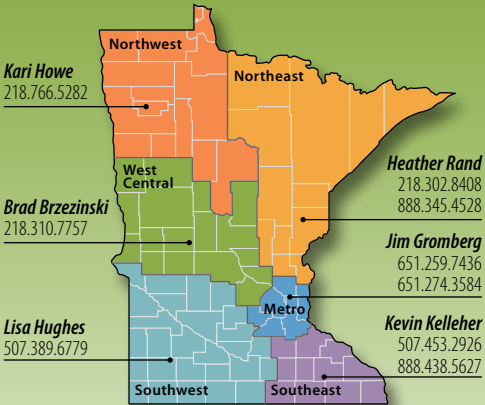 Northwest
Kari Howe
218.766.5282
Northeast
West
Central
Heather Rand
218.302.8408
888.345.4528
Brad Brzezinski
218.310.7757
Jim Gromberg
651.259.7436
651.274.3584
Metro
Lisa Hughes
507.389.6779
Kevin Kelleher
507.453.2926
888.438.5627
Southwest
Southeast